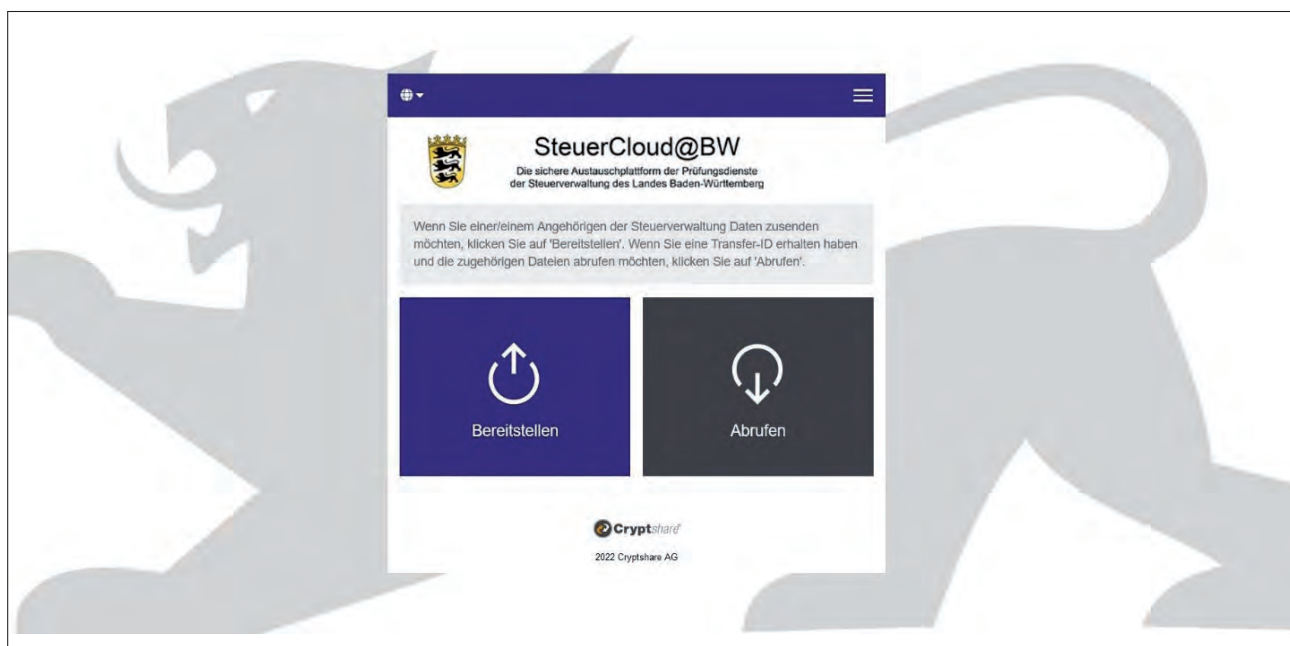 SteuerCloud@BW
Die sichere Austauschplattform der Prüfungsdienste
der Steuerverwaltung des Landes Baden-Württemberg
Wenn Sie einer/einem Angehörigen der Steuerverwaltung Daten zusenden
möchten, klicken Sie auf 'Bereitstellen'. Wenn Sie eine Transfer-ID erhalten haben
und die zugehörigen Dateien abrufen möchten, klicken Sie auf 'Abrufen'.
Bereitstellen
Abrufen
Cryptshare®
2022 Cryptshare AG